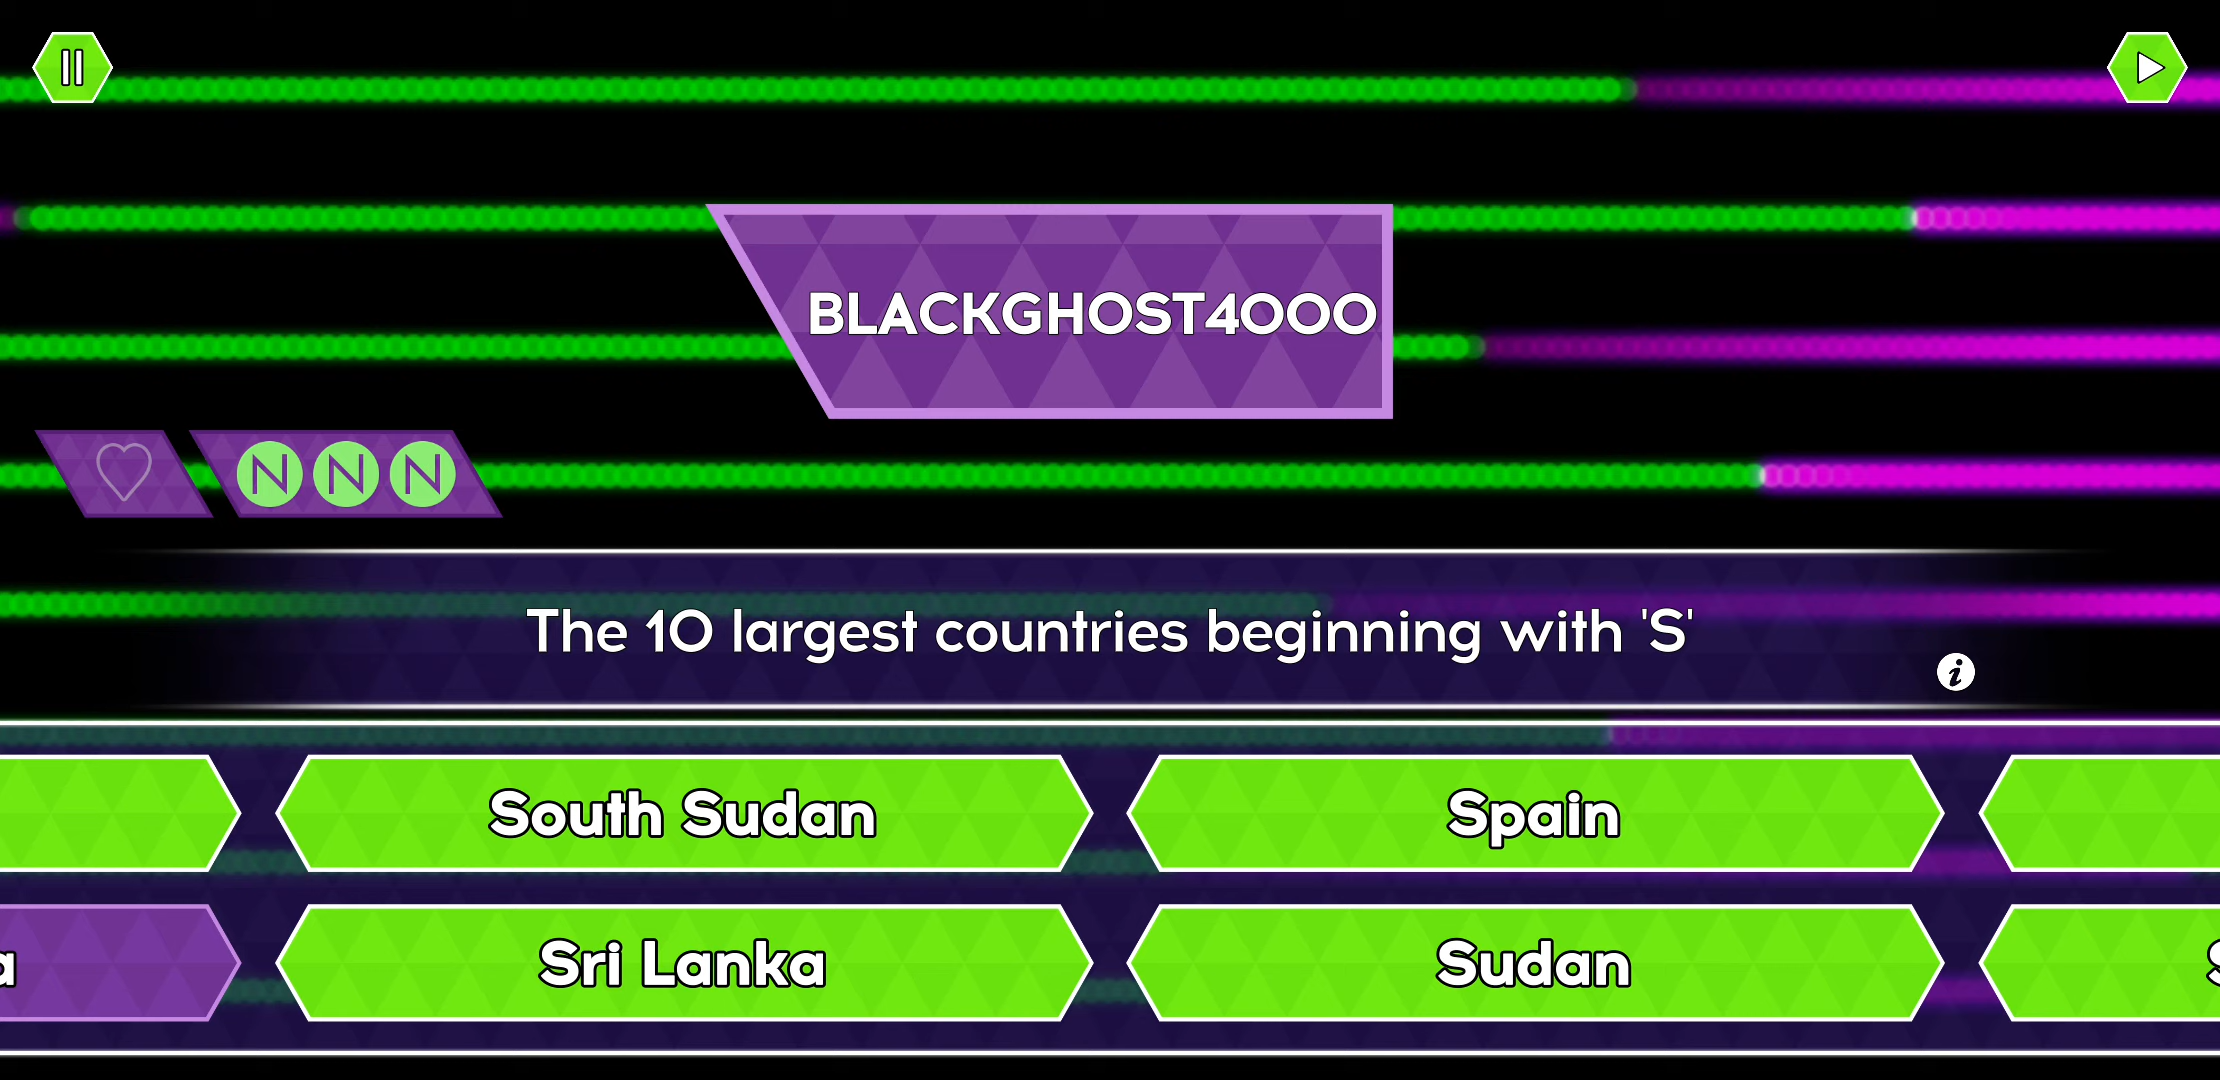 BLACKGHOST4000
N N N
The 10 largest countries beginning with 'S'
i
South Sudan
Spain
a
Sri Lanka
Sudan
S